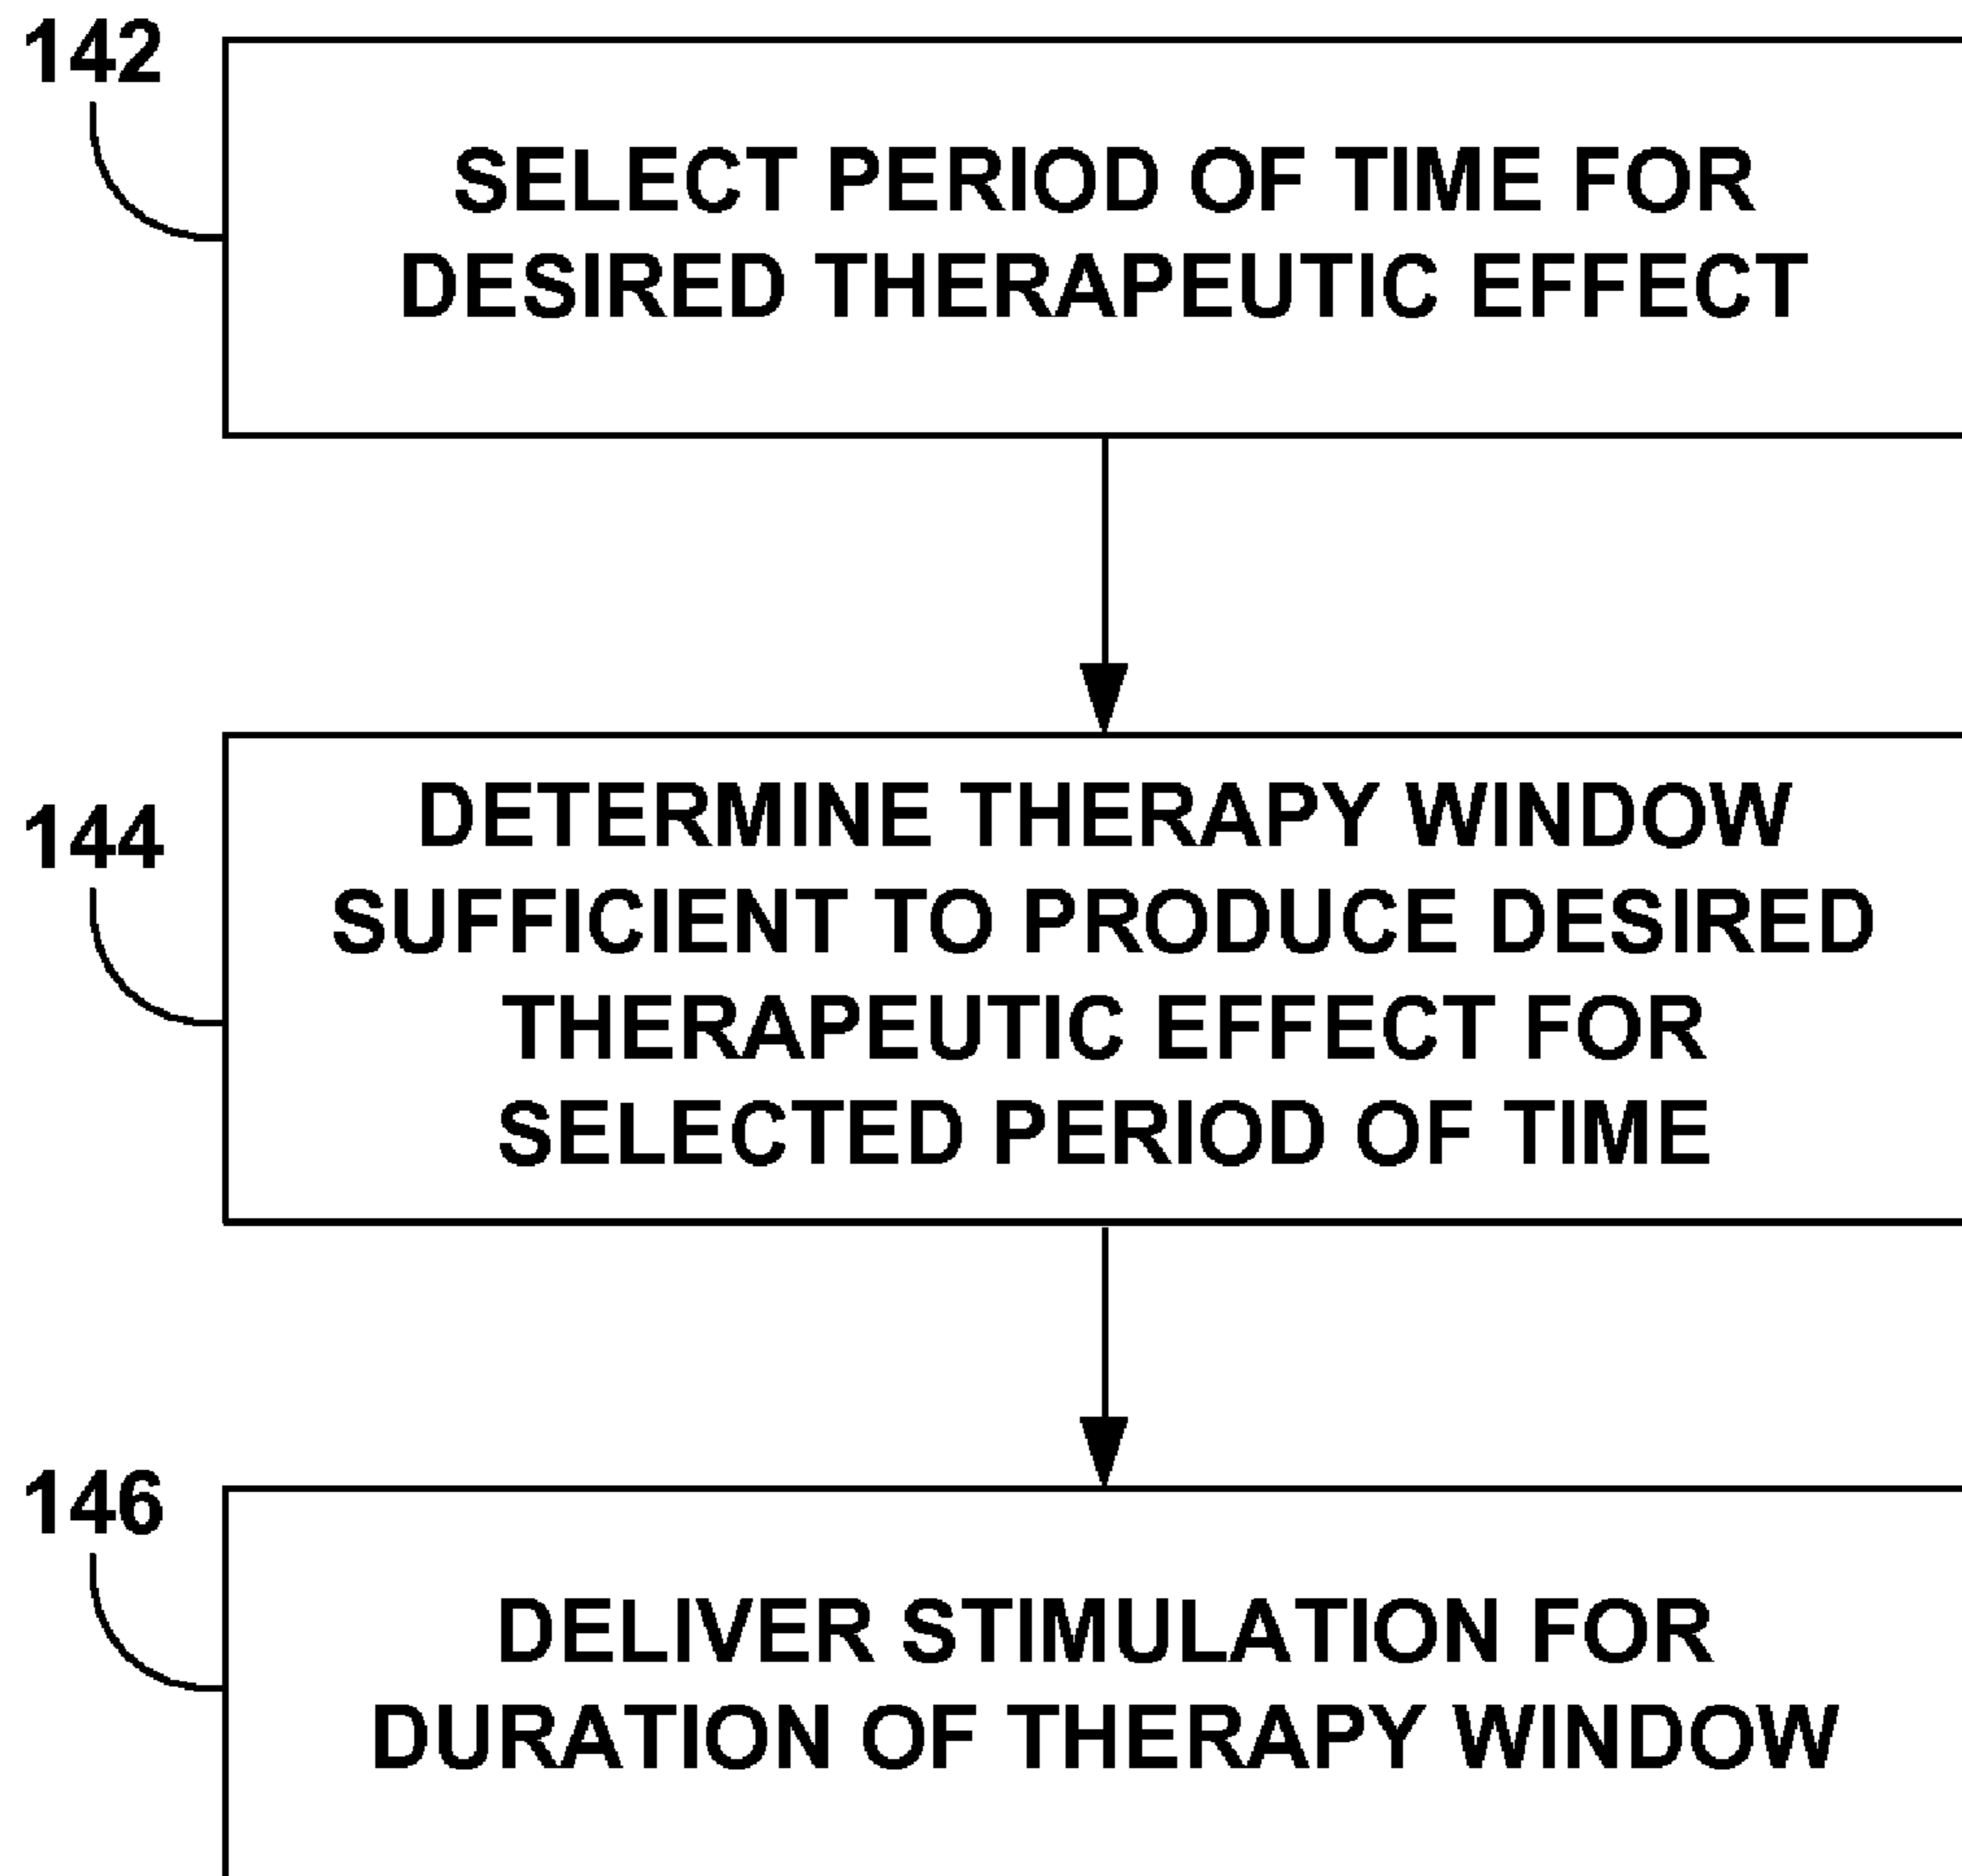 142
SELECT PERIOD OF TIME FOR
DESIRED THERAPEUTIC EFFECT
144
DETERMINE THERAPY WINDOW
SUFFICIENT TO PRODUCE DESIRED
THERAPEUTIC EFFECT FOR
SELECTED PERIOD OF TIME
146
DELIVER STIMULATION FOR
DURATION OF THERAPY WINDOW